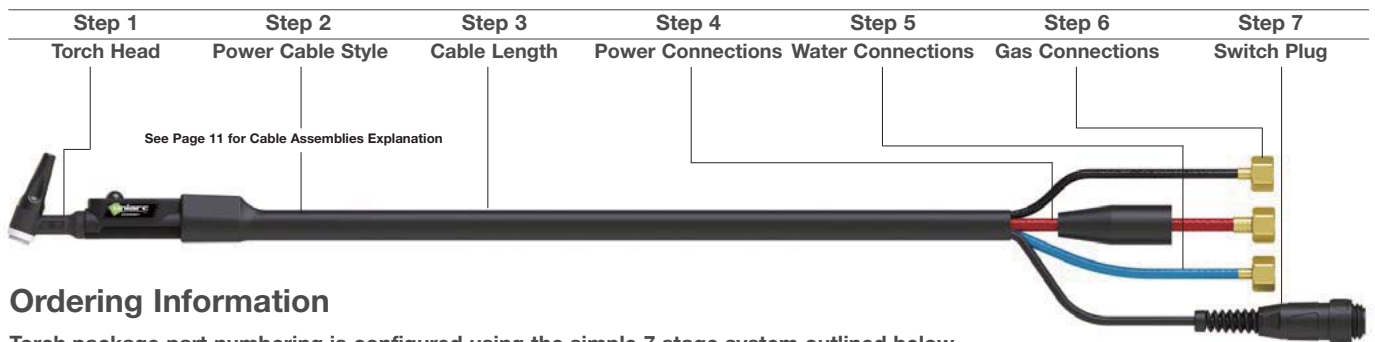 Step 1 Step 2 Step 3 Step 4 Step 5 Step 6 Step 7
Torch Head Power Cable Style Cable Length Power Connections Water Connections Gas Connections Switch Plug
See Page 11 for Cable Assemblies Explanation
uniarc
Ordering Information
Torch package part numbering is configured using the simple 7 stage system outlined below